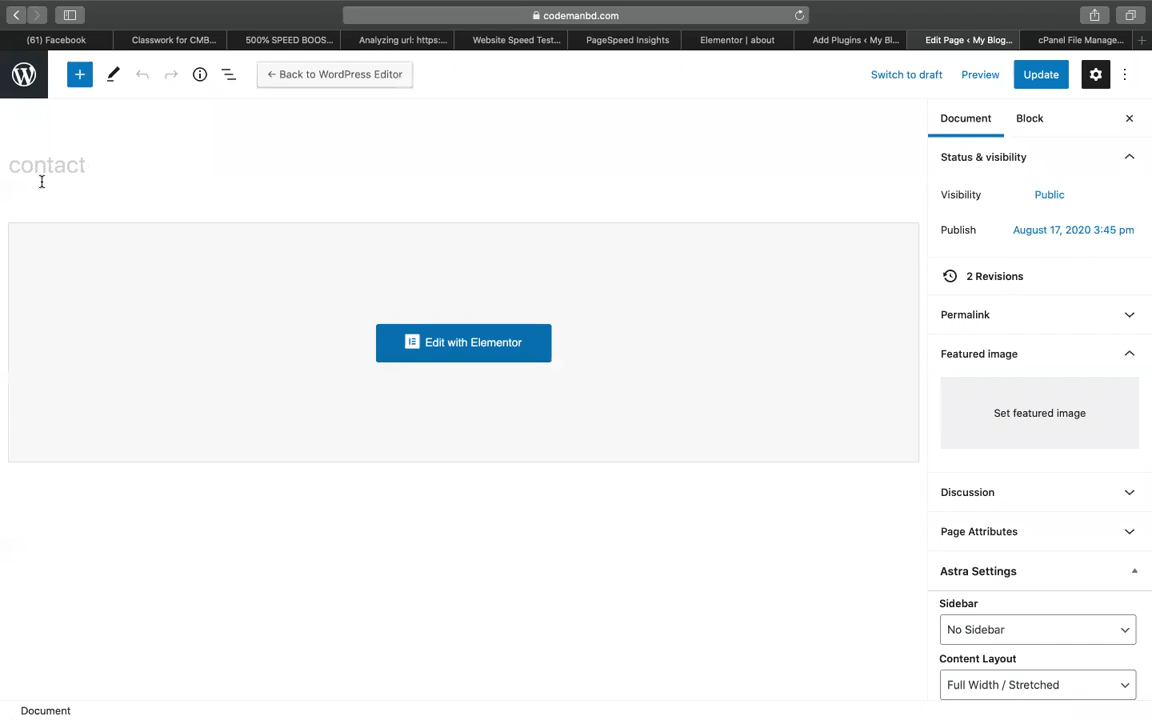 codemanbd.com
(61) Facebook
Classwork for CMB...
500% SPEED BOOS...
Analyzing url: https:...
Website Speed Test...
PageSpeed Insights
Elementor | about
Add Plugins ‹ My Bl...
Edit Page ‹ My Blog...
cPanel File Manage...
← Back to WordPress Editor
Switch to draft
Preview
Update
Document
Block
contact
Status & visibility
Visibility
Public
Publish
August 17, 2020 3:45 pm
2 Revisions
Permalink
Edit with Elementor
Featured image
Set featured image
Discussion
Page Attributes
Astra Settings
Sidebar
No Sidebar
Content Layout
Full Width / Stretched
Document